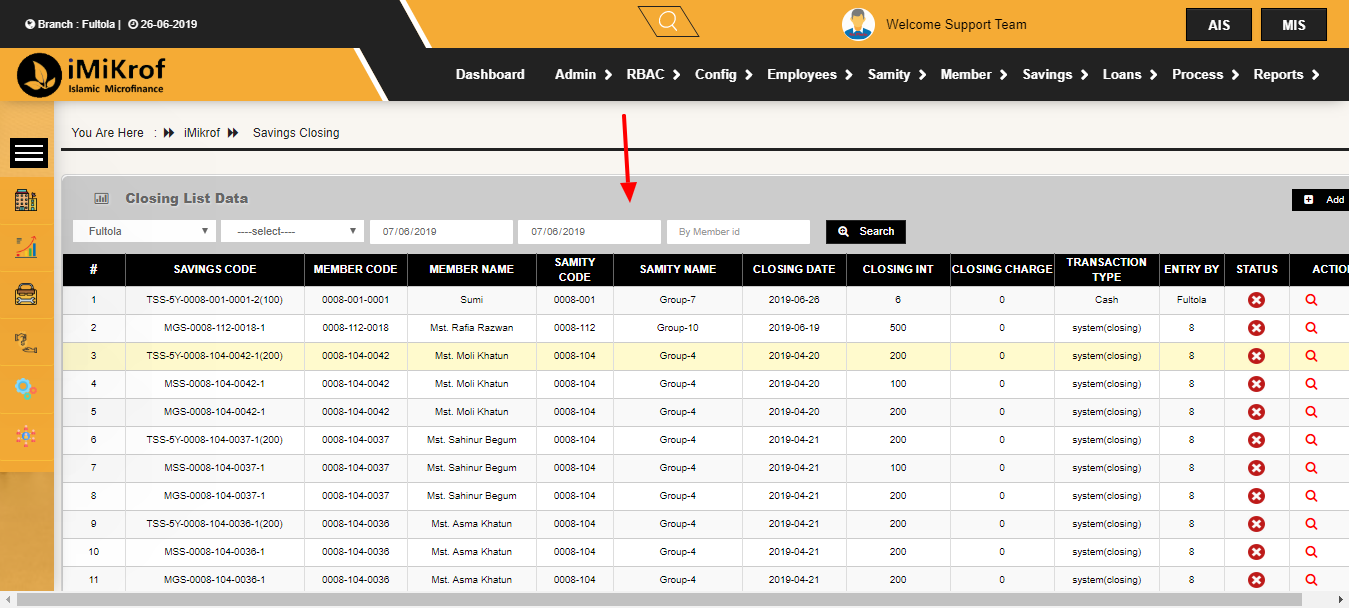 Branch : Fultola | 26-06-2019
Welcome Support Team
AIS MIS
iMiKrof
Islamic Microfinance
Dashboard Admin RBAC Config Employees Samity Member Savings Loans Process Reports
You Are Here : iMikrof Savings Closing
Closing List Data
Add
Fultola ----select---- 07/06/2019 07/06/2019 By Member id Search
# SAVINGS CODE MEMBER CODE MEMBER NAME SAMITY CODE SAMITY NAME CLOSING DATE CLOSING INT CLOSING CHARGE TRANSACTION TYPE ENTRY BY STATUS ACTIO
1 TSS-5Y-0008-001-0001-2(100) 0008-001-0001 Sumi 0008-001 Group-7 2019-06-26 6 0 Cash Fultola
2 MGS-0008-112-0018-1 0008-112-0018 Mst. Rafia Razwan 0008-112 Group-10 2019-06-19 500 0 system(closing) 8
3 TSS-5Y-0008-104-0042-1(200) 0008-104-0042 Mst. Moli Khatun 0008-104 Group-4 2019-04-20 200 0 system(closing) 8
4 MSS-0008-104-0042-1 0008-104-0042 Mst. Moli Khatun 0008-104 Group-4 2019-04-20 100 0 system(closing) 8
5 MGS-0008-104-0042-1 0008-104-0042 Mst. Moli Khatun 0008-104 Group-4 2019-04-20 200 0 system(closing) 8
6 TSS-5Y-0008-104-0037-1(200) 0008-104-0037 Mst. Sahinur Begum 0008-104 Group-4 2019-04-21 200 0 system(closing) 8
7 MSS-0008-104-0037-1 0008-104-0037 Mst. Sahinur Begum 0008-104 Group-4 2019-04-21 100 0 system(closing) 8
8 MGS-0008-104-0037-1 0008-104-0037 Mst. Sahinur Begum 0008-104 Group-4 2019-04-21 200 0 system(closing) 8
9 TSS-5Y-0008-104-0036-1(200) 0008-104-0036 Mst. Asma Khatun 0008-104 Group-4 2019-04-21 200 0 system(closing) 8
10 MSS-0008-104-0036-1 0008-104-0036 Mst. Asma Khatun 0008-104 Group-4 2019-04-21 200 0 system(closing) 8
11 MGS-0008-104-0036-1 0008-104-0036 Mst. Asma Khatun 0008-104 Group-4 2019-04-21 200 0 system(closing) 8